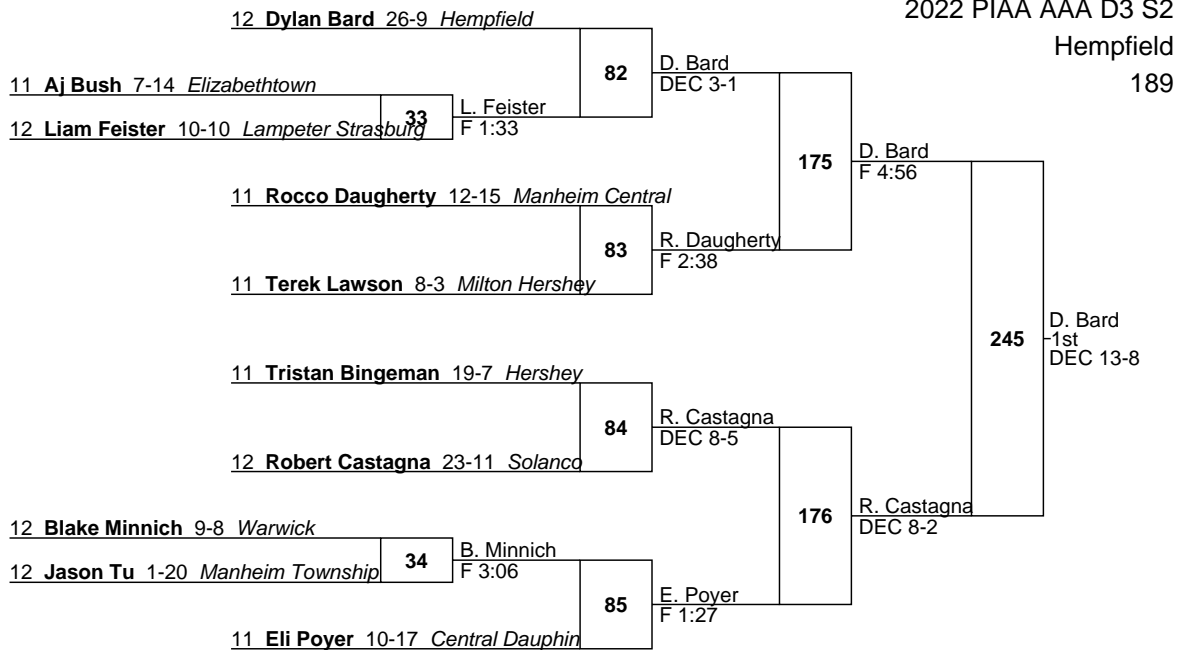 2022 PIAA AAA D3 S2
Hempfield
189
12 Dylan Bard 26-9 Hempfield
82
D. Bard
DEC 3-1
11 Aj Bush 7-14 Elizabethtown
33
L. Feister
F 1:33
12 Liam Feister 10-10 Lampeter Strasburg
175
D. Bard
F 4:56
11 Rocco Daugherty 12-15 Manheim Central
83
R. Daugherty
F 2:38
11 Terek Lawson 8-3 Milton Hershey
245
D. Bard
1st
DEC 13-8
11 Tristan Bingeman 19-7 Hershey
84
R. Castagna
DEC 8-5
12 Robert Castagna 23-11 Solanco
176
R. Castagna
DEC 8-2
12 Blake Minnich 9-8 Warwick
34
B. Minnich
F 3:06
12 Jason Tu 1-20 Manheim Township
85
E. Poyer
F 1:27
11 Eli Poyer 10-17 Central Dauphin